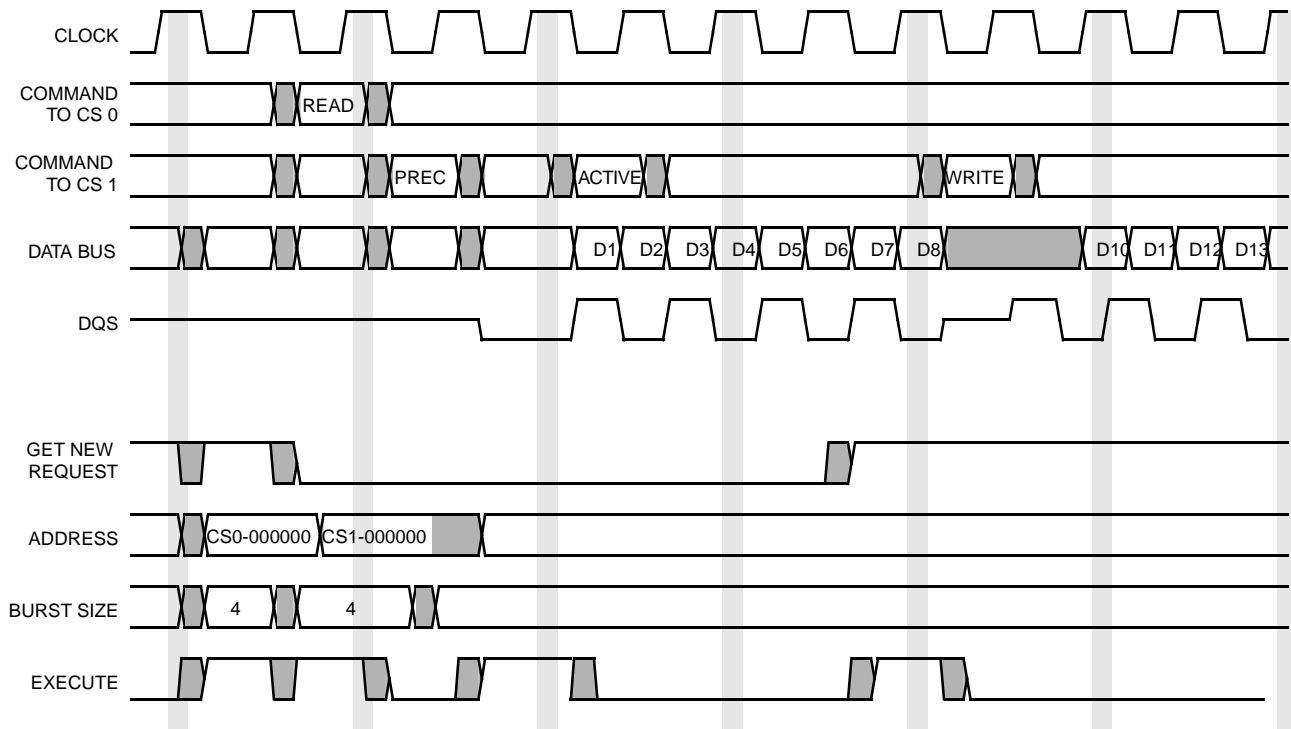 CLOCK
COMMAND
TO CS 0
READ
COMMAND
TO CS 1
PREC
ACTIVE
WRITE
DATA BUS
D1
D2
D3
D4
D5
D6
D7
D8
D10
D11
D12
D13
DQS
GET NEW
REQUEST
ADDRESS
CS0-000000
CS1-000000
BURST SIZE
4
4
EXECUTE